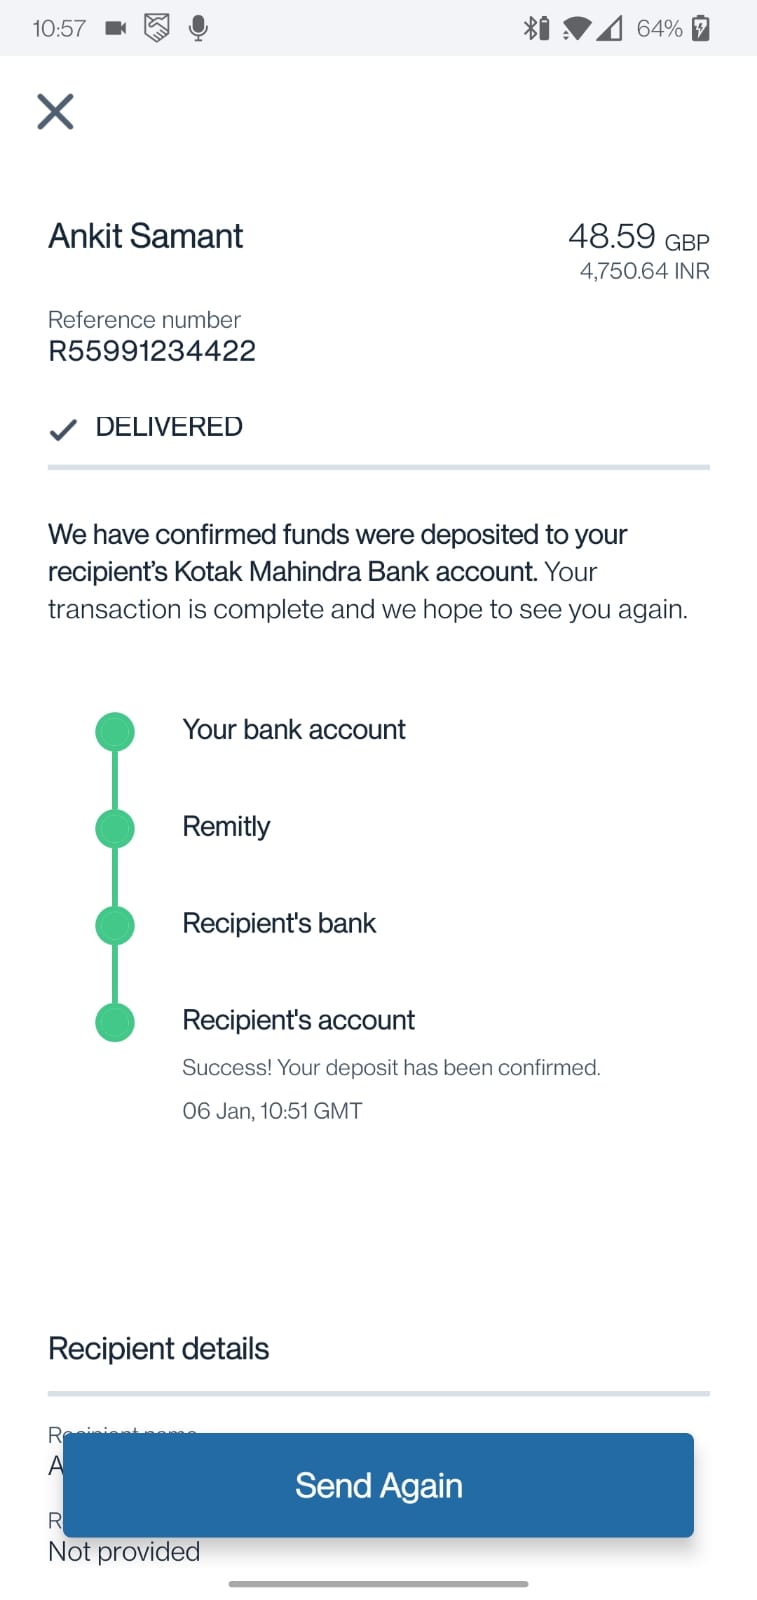 10:57 64%
Ankit Samant
48.59 GBP
4,750.64 INR
Reference number
R55991234422
DELIVERED
We have confirmed funds were deposited to your
recipient's Kotak Mahindra Bank account. Your
transaction is complete and we hope to see you again.
Your bank account
Remitly
Recipient's bank
Recipient's account
Success! Your deposit has been confirmed.
06 Jan, 10:51 GMT
Recipient details
Recipient name
Send Again
Not provided